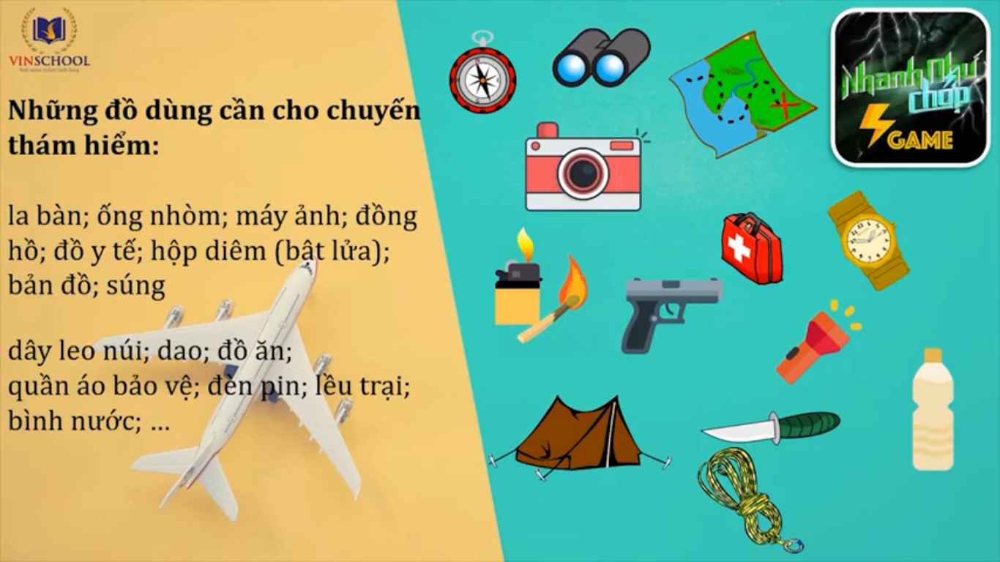 VINSCHOOL
Những đồ dùng cần cho chuyến
thám hiểm:
la bàn; ống nhòm; máy ảnh; đồng
hồ; đồ y tế; hộp diêm (bật lửa);
bản đồ; súng
dây leo núi; dao; đồ ăn;
quần áo bảo vệ; đèn pin; lều trại;
bình nước; ...
Nhanh Như
chớp
GAME